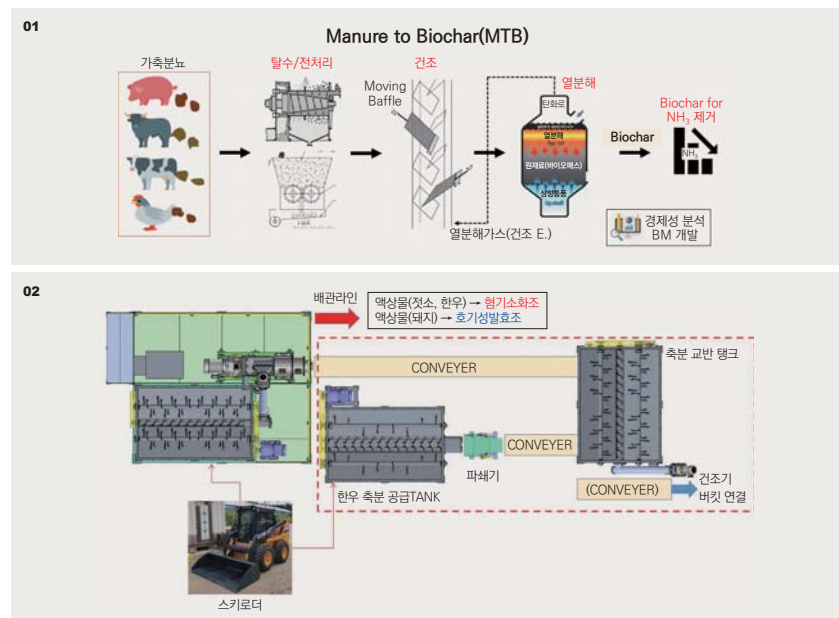 01
Manure to Biochar(MTB)
가축분뇨
탈수/전처리
건조
Moving
Baffle
열분해
탄화로
열분해
원재료(바이오매스)
상향통풍
Up-draft
열분해가스(건조 E.)
Biochar
Biochar for
NH₃ 제거
NH₃
경제성 분석
BM 개발
02
배관라인
액상물(젖소, 한우) → 혐기소화조
액상물(돼지) → 호기성발효조
CONVEYER
축분 교반 탱크
CONVEYER
파쇄기
한우 축분 공급TANK
(CONVEYER)
건조기
버킷 연결
스키로더